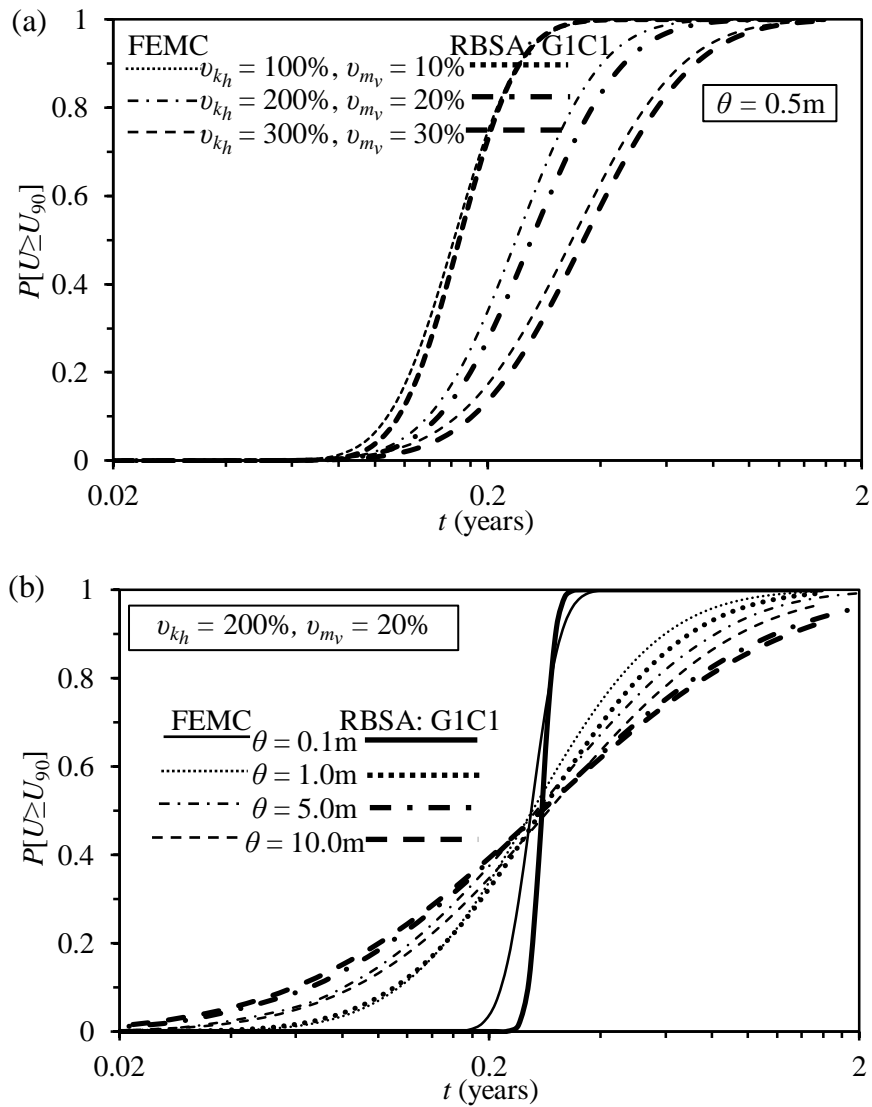 (a)
1
FEMC RBSA: G1C1
υkh = 100%, υmv = 10%
υkh = 200%, υmv = 20%
υkh = 300%, υmv = 30%
θ = 0.5m
0.8
0.6
0.4
0.2
0
P[U≥U90]
0.02 0.2 2
t (years)
(b)
1
υkh = 200%, υmv = 20%
0.8
FEMC RBSA: G1C1
θ = 0.1m
θ = 1.0m
θ = 5.0m
θ = 10.0m
0.6
0.4
0.2
0
P[U≥U90]
0.02 0.2 2
t (years)